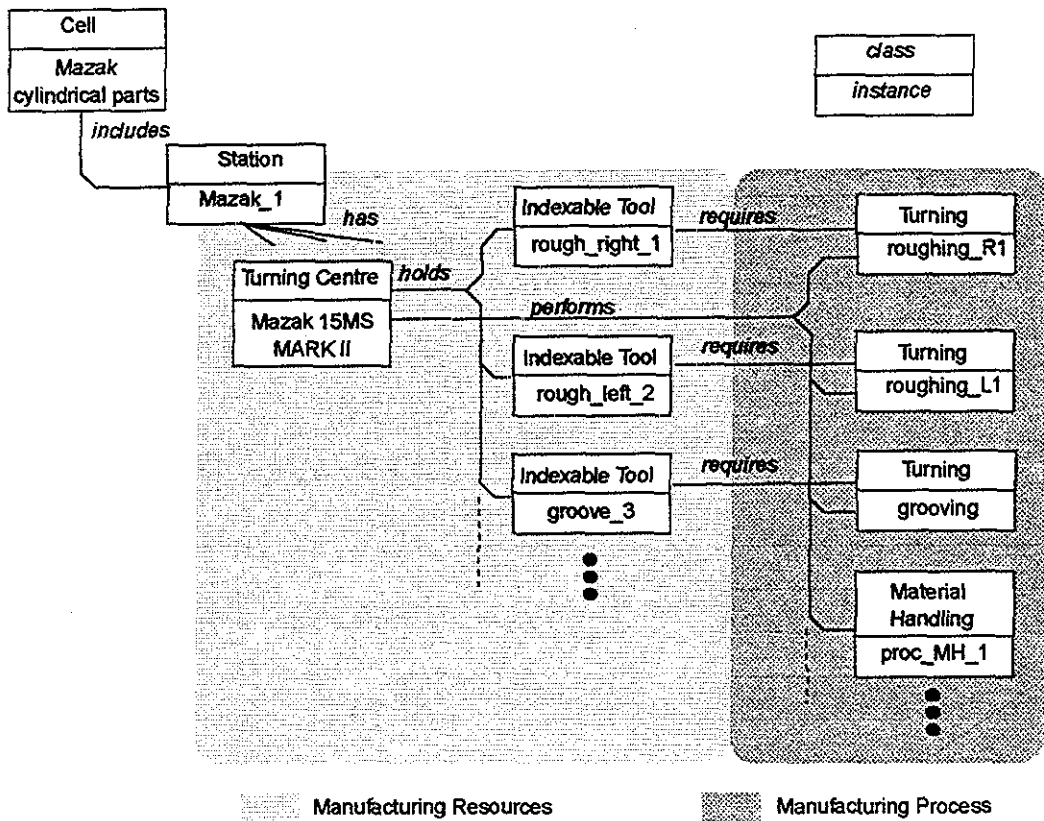 Cell
Mazak
cylindrical parts
class
instance
includes
Station
Mazak_1
has
Turning Centre
Mazak 15MS
MARK II
holds
performs
Indexable Tool
rough_right_1
requires
Turning
roughing_R1
Indexable Tool
rough_left_2
requires
Turning
roughing_L1
Indexable Tool
groove_3
requires
Turning
grooving
Material
Handling
proc_MH_1
Manufacturing Resources
Manufacturing Process